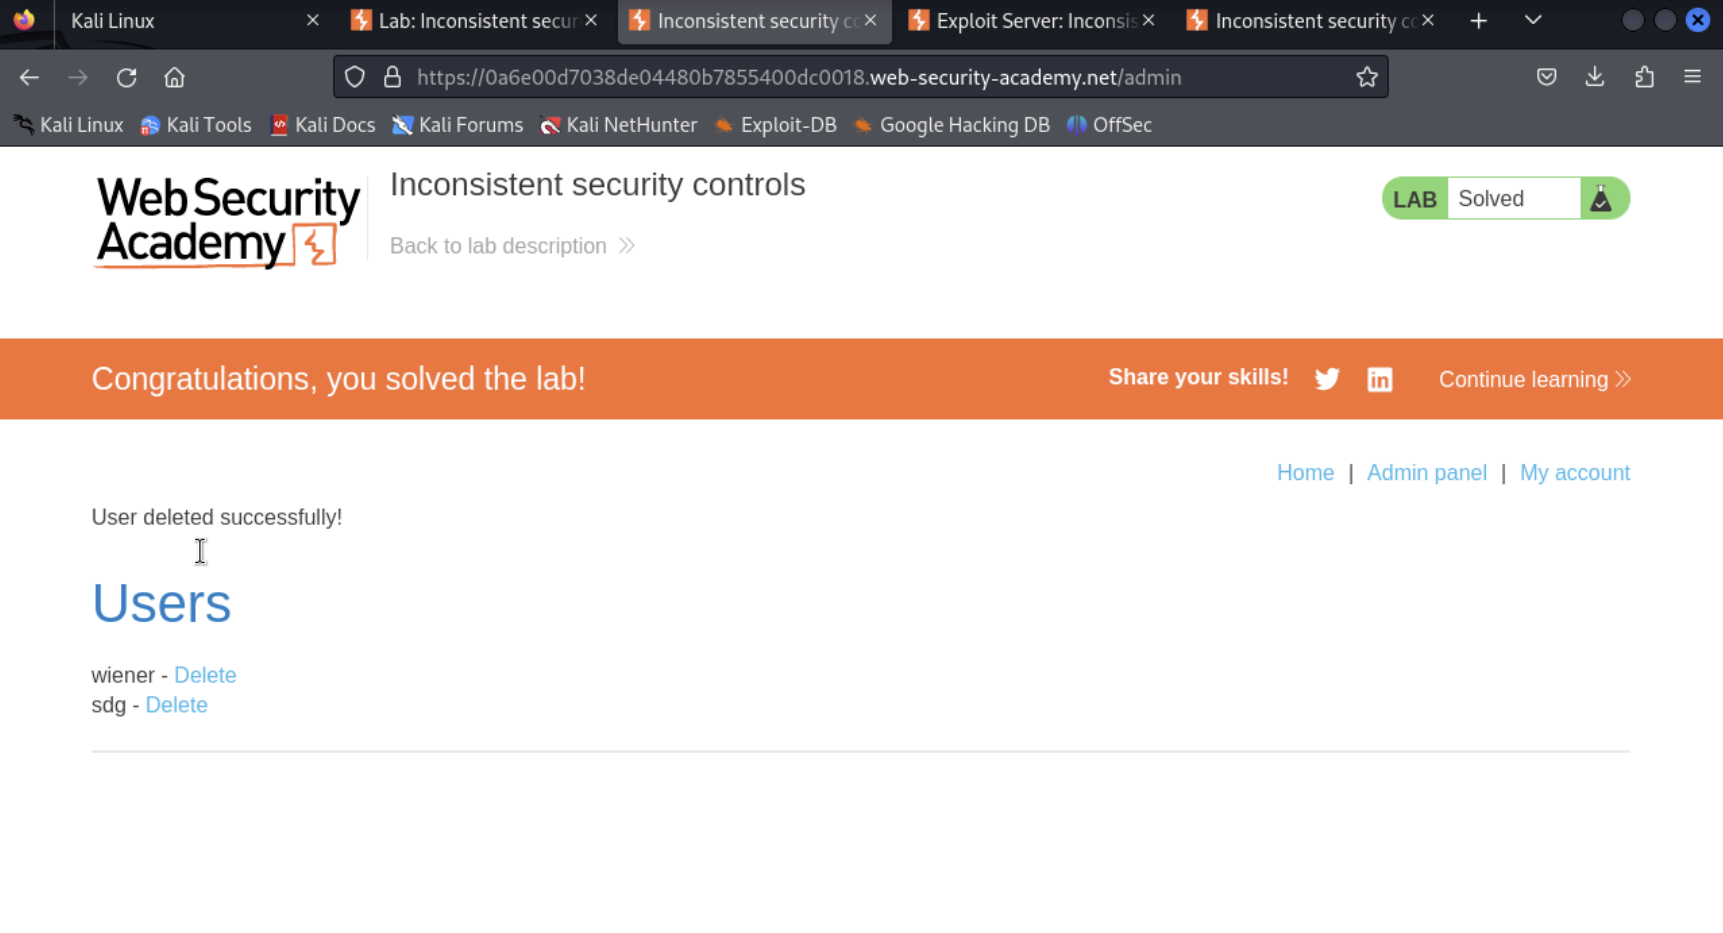 Kali Linux
Lab: Inconsistent secur
Inconsistent security co
Exploit Server: Inconsis
Inconsistent security co
https://0a6e00d7038de04480b7855400dc0018.web-security-academy.net/admin
Kali Linux Kali Tools Kali Docs Kali Forums Kali NetHunter Exploit-DB Google Hacking DB OffSec
Web Security
Academy
Inconsistent security controls
Back to lab description
LAB Solved
Congratulations, you solved the lab!
Share your skills!
Continue learning
Home | Admin panel | My account
User deleted successfully!
Users
wiener - Delete
sdg - Delete